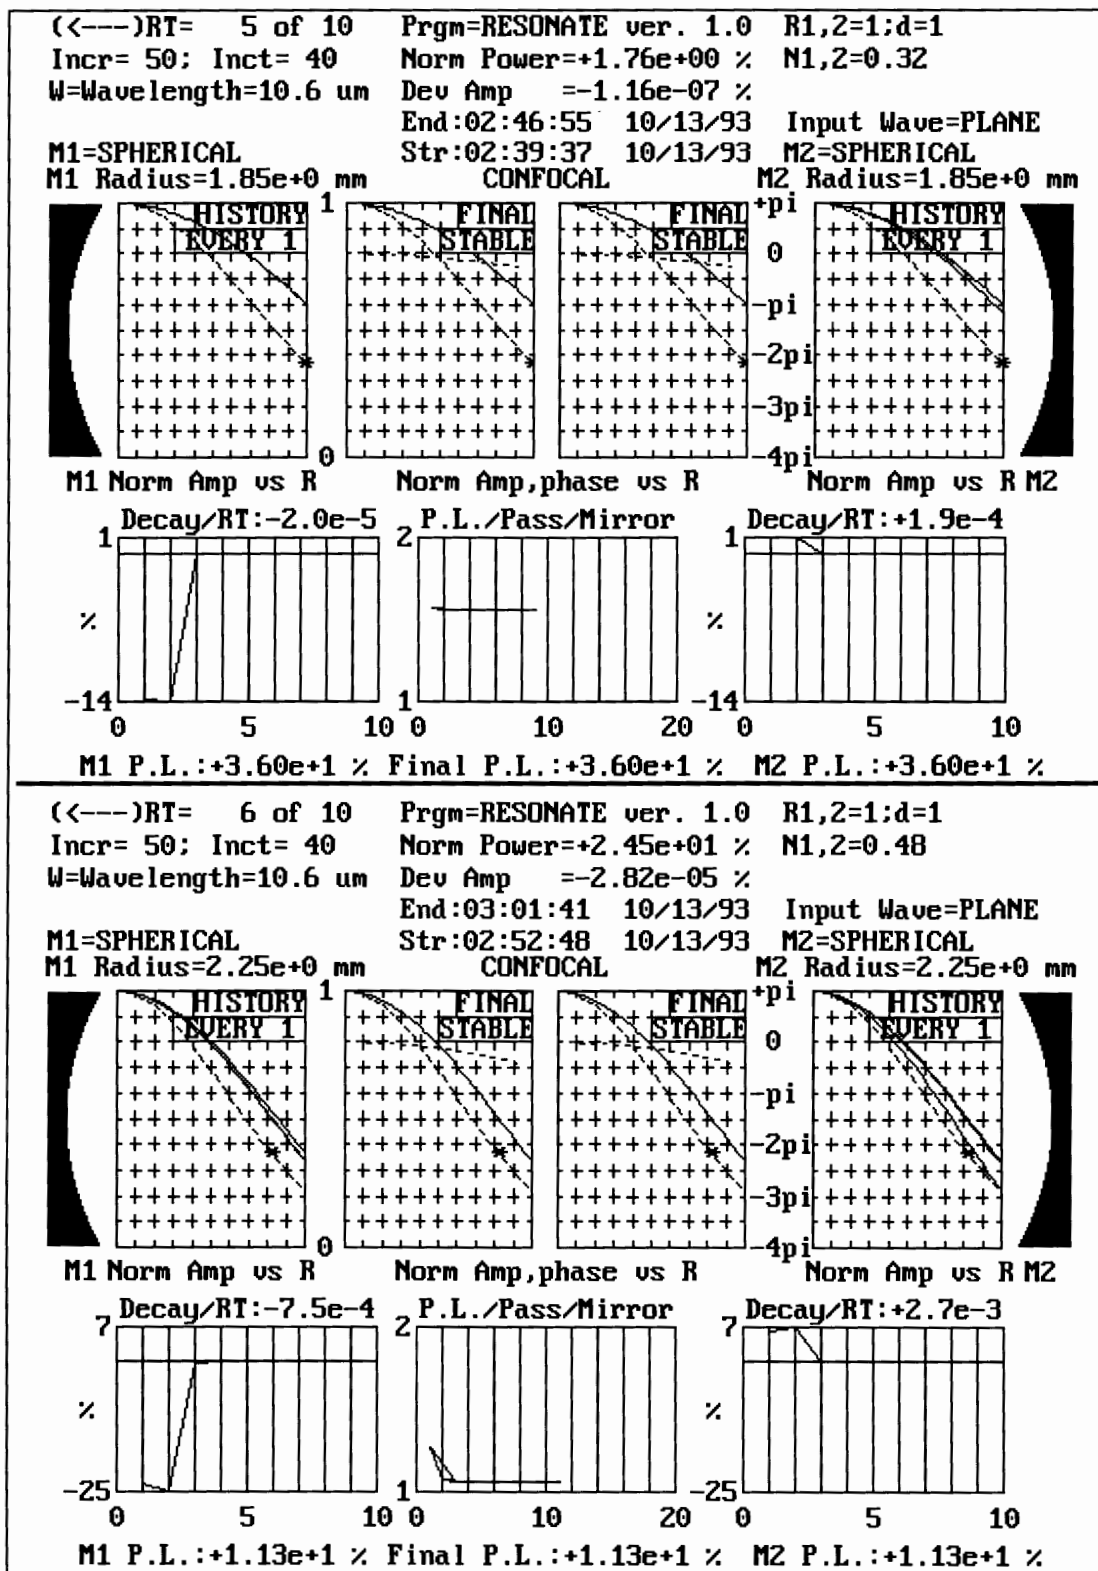 (<---)RT= 5 of 10 Prgm=RESONATE ver. 1.0 R1,2=1;d=1
Incr= 50; Inct= 40 Norm Power=+1.76e+00 % N1,2=0.32
W=Wavelength=10.6 um Dev Amp =-1.16e-07 %
End:02:46:55 10/13/93 Input Wave=PLANE
M1=SPHERICAL Str:02:39:37 10/13/93 M2=SPHERICAL
M1 Radius=1.85e+0 mm CONFOCAL M2 Radius=1.85e+0 mm
HISTORY 1 FINAL FINAL +pi HISTORY
EVERY 1 STABLE STABLE 0 EVERY 1
-pi
-2pi
-3pi
0 -4pi
M1 Norm Amp vs R Norm Amp,phase vs R Norm Amp vs R M2
Decay/RT:-2.0e-5 P.L./Pass/Mirror Decay/RT:+1.9e-4
1 2 1
% %
-14 1 -14
0 5 10 0 10 20 0 5 10
M1 P.L.:+3.60e+1 % Final P.L.:+3.60e+1 % M2 P.L.:+3.60e+1 %
(<---)RT= 6 of 10 Prgm=RESONATE ver. 1.0 R1,2=1;d=1
Incr= 50; Inct= 40 Norm Power=+2.45e+01 % N1,2=0.48
W=Wavelength=10.6 um Dev Amp =-2.82e-05 %
End:03:01:41 10/13/93 Input Wave=PLANE
M1=SPHERICAL Str:02:52:48 10/13/93 M2=SPHERICAL
M1 Radius=2.25e+0 mm CONFOCAL M2 Radius=2.25e+0 mm
HISTORY 1 FINAL FINAL +pi HISTORY
EVERY 1 STABLE STABLE 0 EVERY 1
-pi
-2pi
-3pi
0 -4pi
M1 Norm Amp vs R Norm Amp,phase vs R Norm Amp vs R M2
Decay/RT:-7.5e-4 P.L./Pass/Mirror Decay/RT:+2.7e-3
7 2 7
% %
-25 1 -25
0 5 10 0 10 20 0 5 10
M1 P.L.:+1.13e+1 % Final P.L.:+1.13e+1 % M2 P.L.:+1.13e+1 %